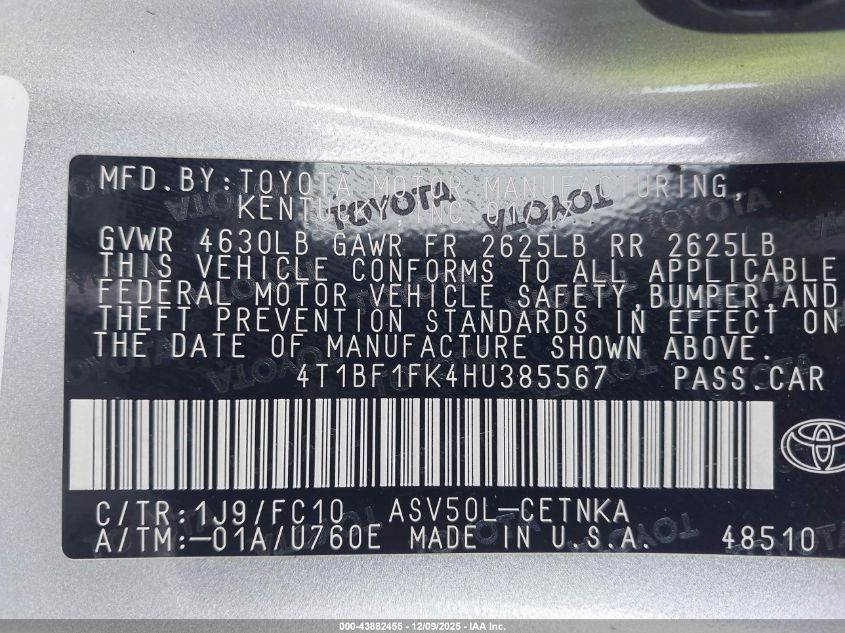 MFD.BY:TOYOTA MOTOR MANUFACTURING,
KENTUCKY, INC.
GVWR 4630LB GAWR FR 2625LB RR 2625LB
THIS VEHICLE CONFORMS TO ALL APPLICABLE
FEDERAL MOTOR VEHICLE SAFETY,BUMPER,AND
THEFT PREVENTION STANDARDS IN EFFECT ON
THE DATE OF MANUFACTURE SHOWN ABOVE.
4T1BF1FK4HU385567 PASS.CAR
C/TR:1J9/FC10 ASV50L-CETNKA
A/TM:-01A/U760E MADE IN U.S.A. 48510
TOYOTA TOYOTA TOYOTA
000-43882455 - 12/09/2025 - IAA Inc.